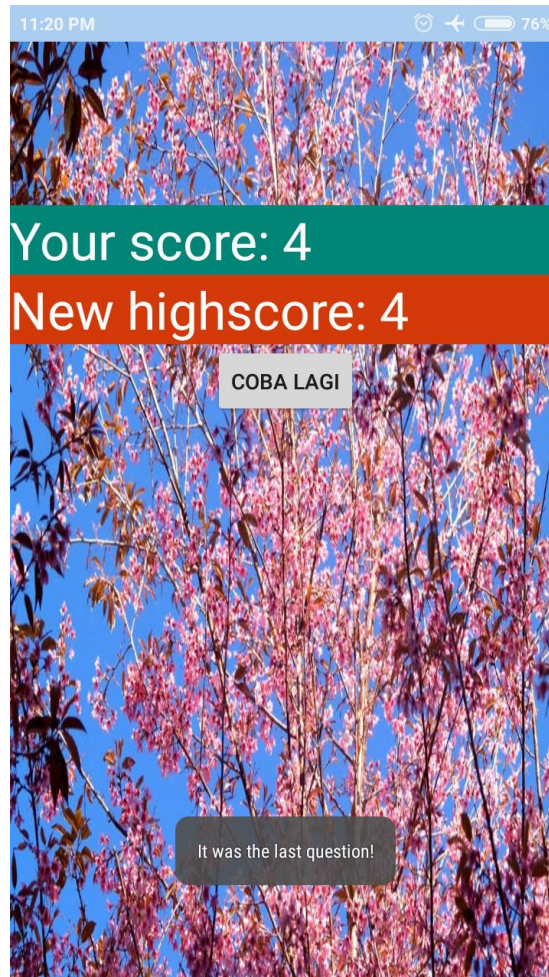 11:20 PM 76%
Your score: 4
New highscore: 4
COBA LAGI
It was the last question!